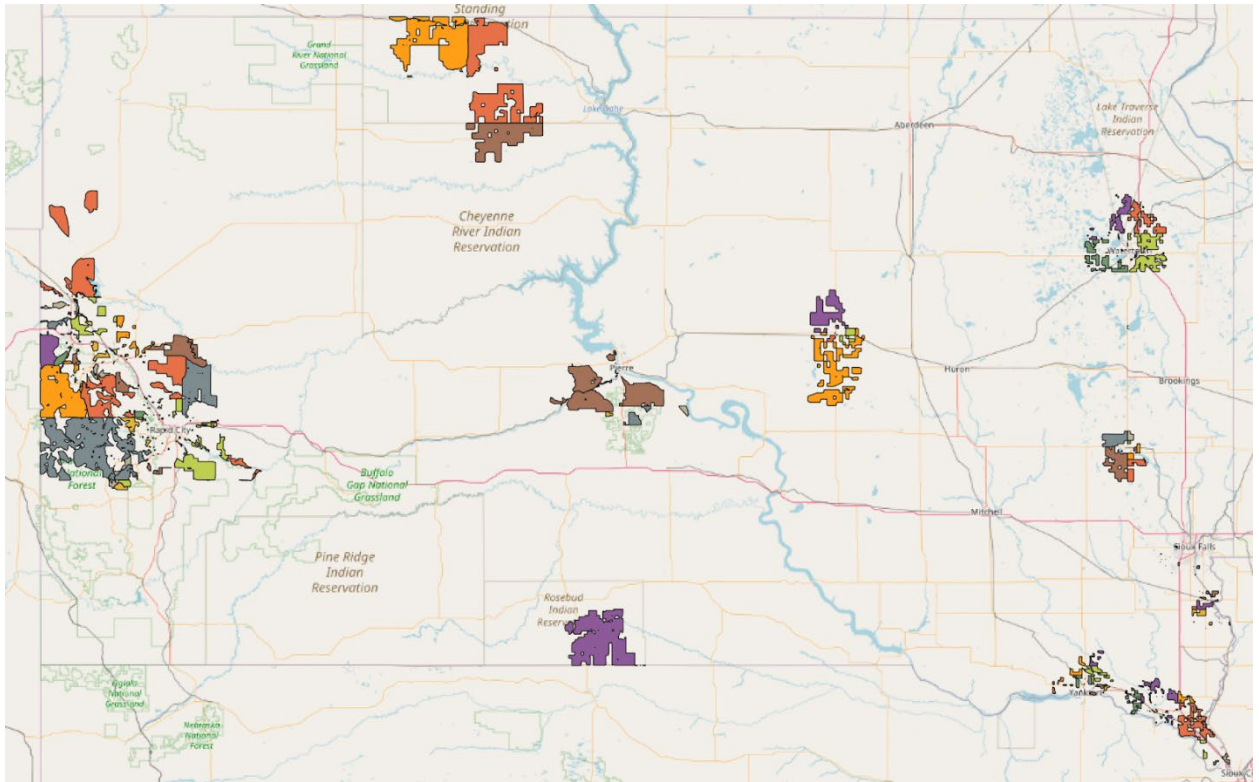 Standing
Grand
River National
Grassland
Lake Oahe
Aberdeen
Lake Traverse
Indian
Reservation
Cheyenne
River Indian
Reservation
Pierre
Huron
Brookings
Rapid City
National
Forest
Buffalo
Gap National
Grassland
Mitchell
Sioux Falls
Pine Ridge
Indian
Reservation
Rosebud
Indian
Oglala
National
Grassland
Nebraska
National
Forest